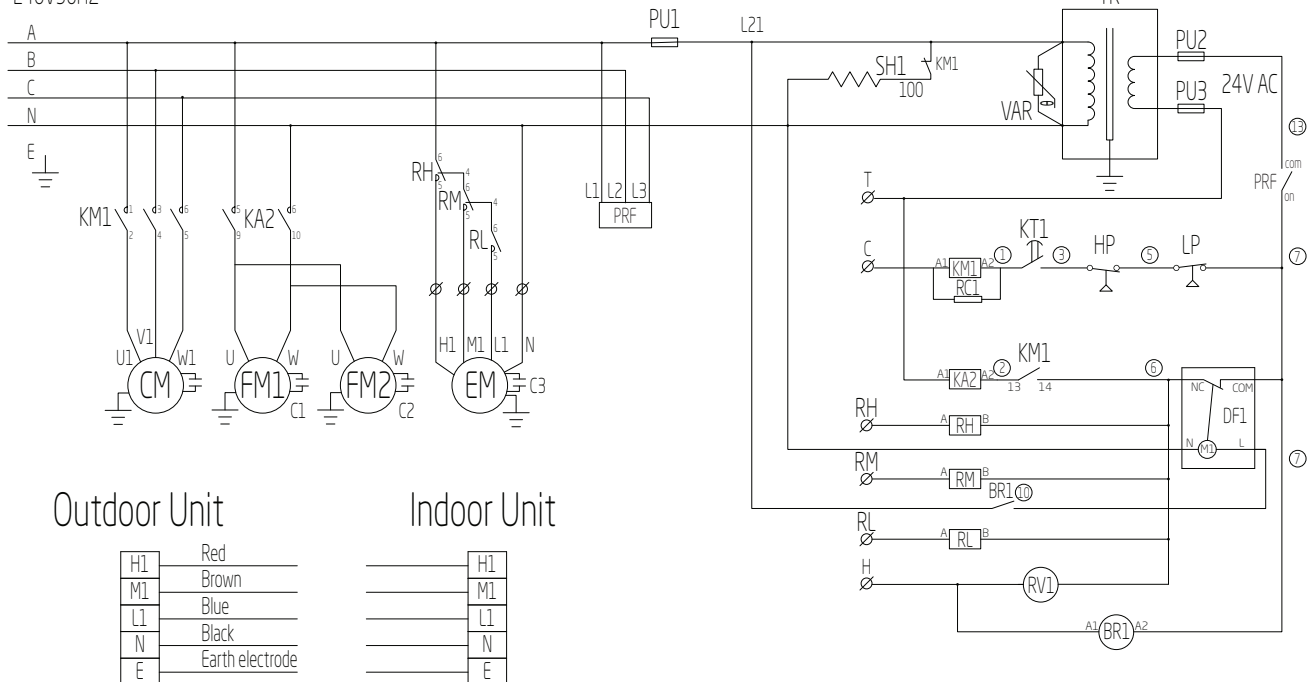 A
B
C
N
E
PU1
L21
SH1
100
KM1
VAR
PU2
PU3
24V AC
13
com
PRF
on
T
C
KM1
1 3 6
2 4 5
5 6
KA2
9 10
RH
6
5 4
RM
6
5 4
RL
6
5
L1 L2 L3
PRF
A1 KM1 A2
RC1
1
KT1
3
HP
5
LP
7
U1 V1 W1
CM
U W
FM1
C1
U W
FM2
C2
H1 M1 L1 N
EM
C3
A1 KA2 A2
2
KM1
13 14
6
NC COM
DF1
N M1 L
7
RH
A RH B
RM
A RM B
BR1 10
RL
A RL B
H
RV1
A1 BR1 A2
Outdoor Unit
Indoor Unit
H1 Red H1
M1 Brown M1
L1 Blue L1
N Black N
E Earth electrode E